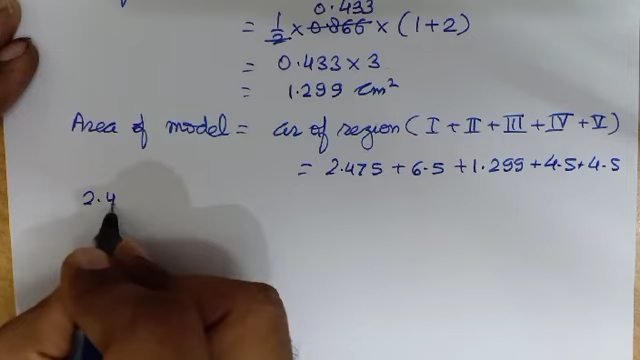 0.433
= 1/2 × 0.866 × (1+2)
= 0.433 × 3
= 1.299 cm²
Area of model = ar of region (I + II + III + IV + V)
= 2.475 + 6.5 + 1.299 + 4.5 + 4.5
2.4